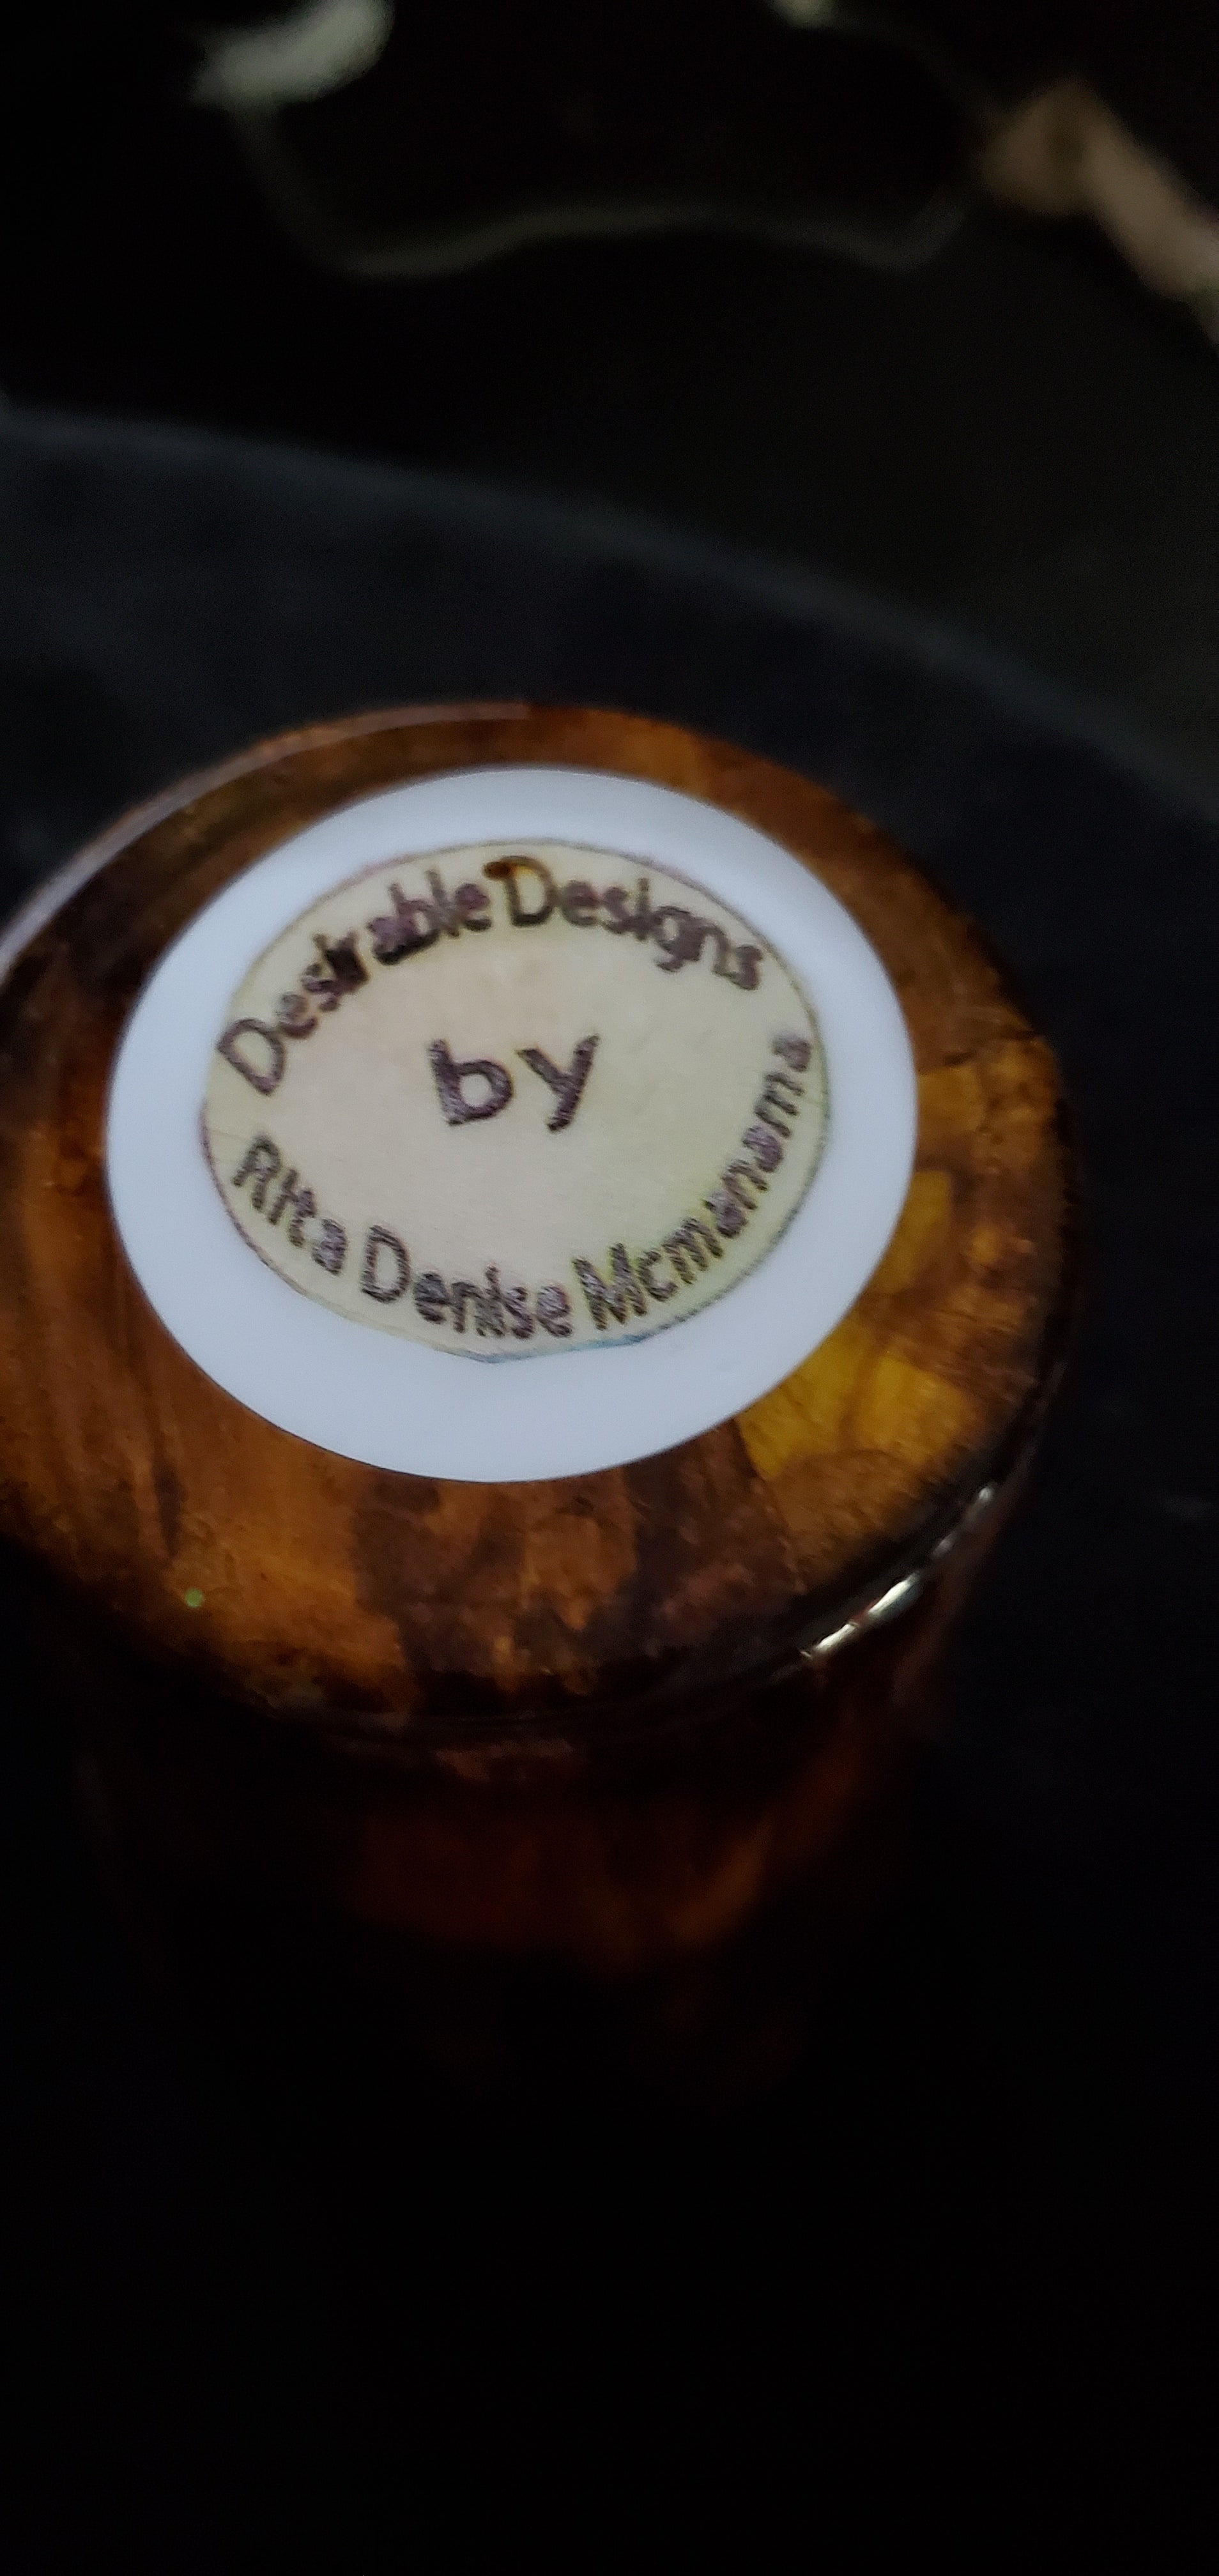 Desirable Designs
by
Rita Denise Mcmanama